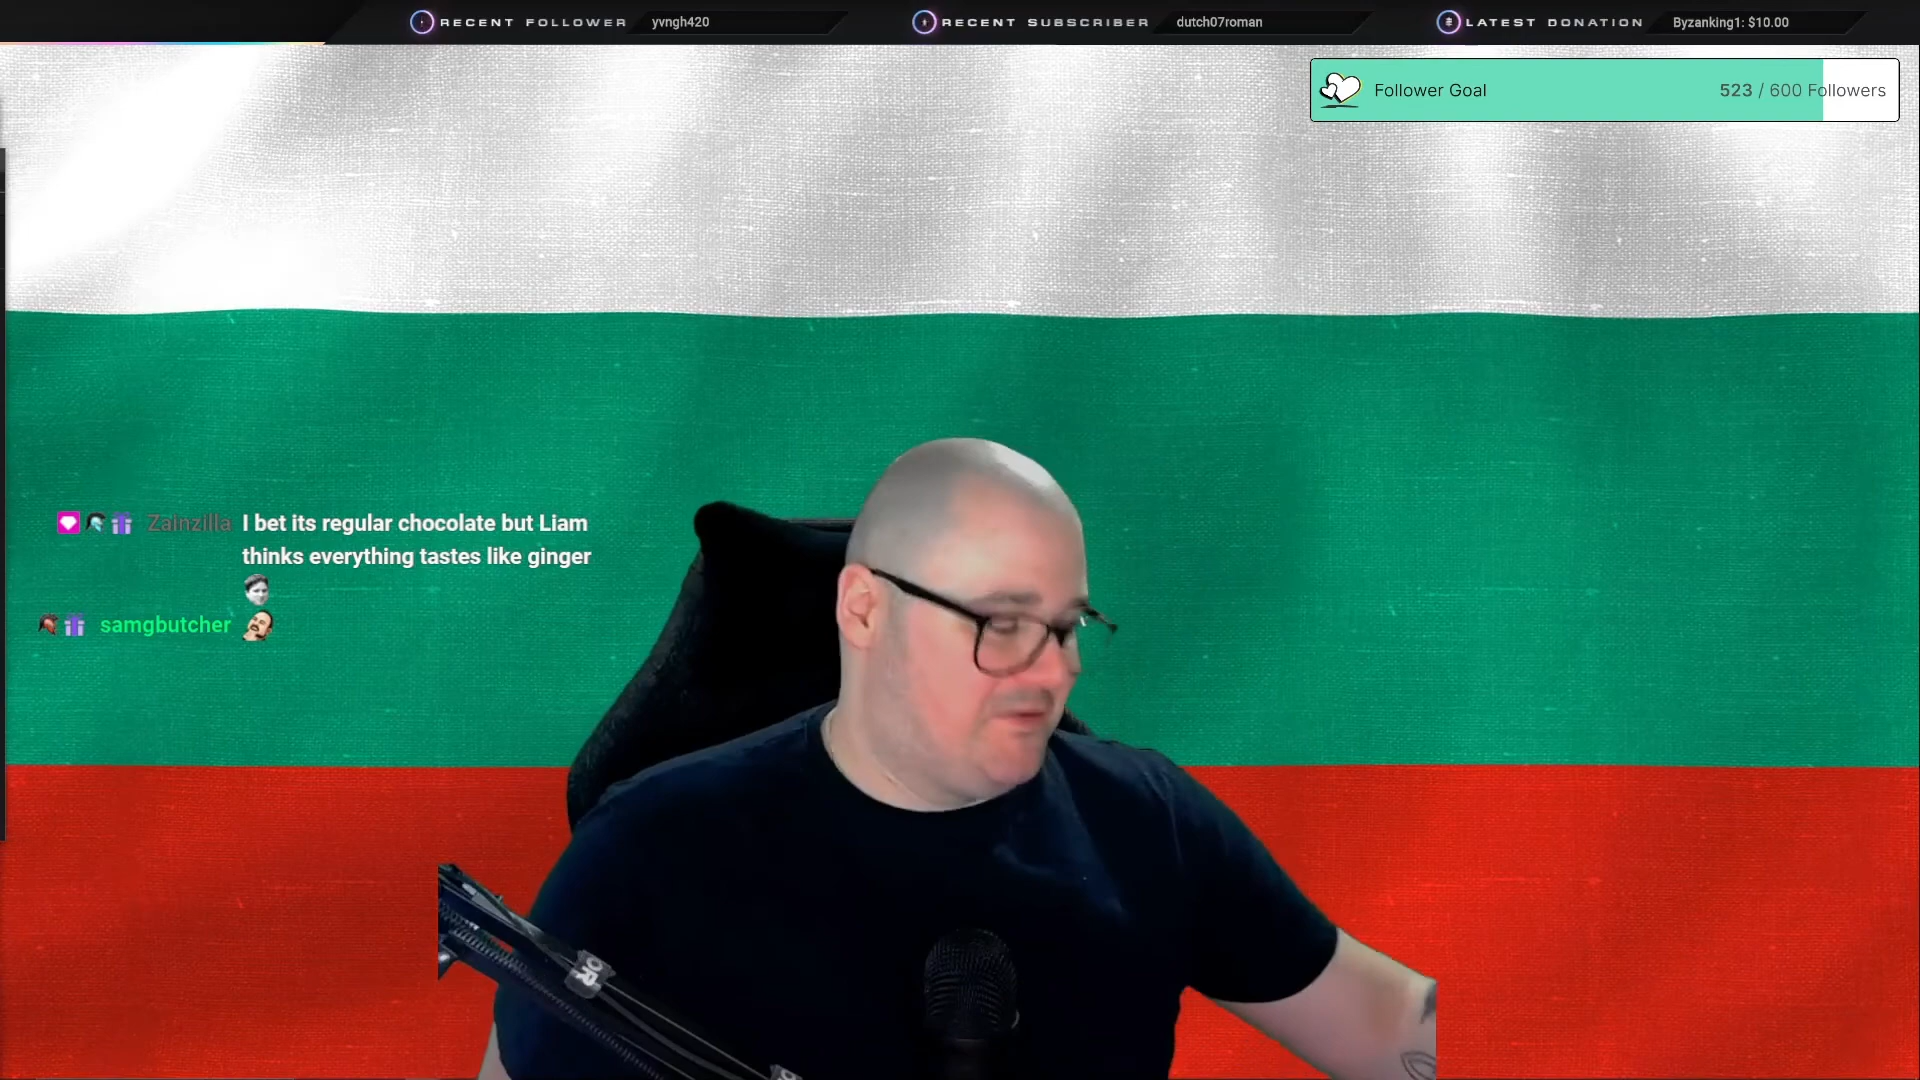 RECENT FOLLOWER yvngh420 RECENT SUBSCRIBER dutch07roman LATEST DONATION Byzanking1: $10.00
Follower Goal 523 / 600 Followers
Zainzilla I bet its regular chocolate but Liam
thinks everything tastes like ginger
samgbutcher
OR